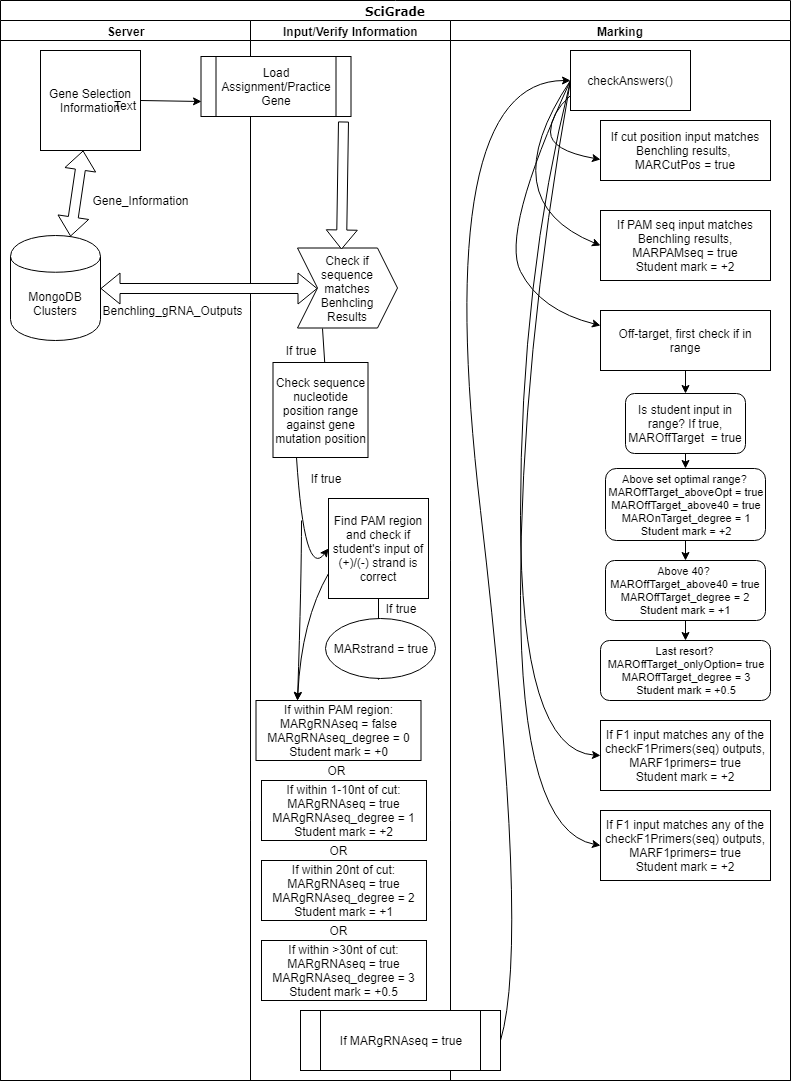 SciGrade
Server
Input/Verify Information
Marking
Gene Selection
Information
Text
Load
Assignment/Practice
Gene
Gene_Information
MongoDB
Clusters
Benchling_gRNA_Outputs
Check if
sequence
matches
Benhcling
Results
If true
Check sequence
nucleotide
position range
against gene
mutation position
If true
Find PAM region
and check if
student's input of
(+)/(-) strand is
correct
If true
MARstrand = true
If within PAM region:
MARgRNAseq = false
MARgRNAseq_degree = 0
Student mark = +0
OR
If within 1-10nt of cut:
MARgRNAseq = true
MARgRNAseq_degree = 1
Student mark = +2
OR
If within 20nt of cut:
MARgRNAseq = true
MARgRNAseq_degree = 2
Student mark = +1
OR
If within >30nt of cut:
MARgRNAseq = true
MARgRNAseq_degree = 3
Student mark = +0.5
If MARgRNAseq = true
checkAnswers()
If cut position input matches
Benchling results,
MARCutPos = true
If PAM seq input matches
Benchling results,
MARPAMseq = true
Student mark = +2
Off-target, first check if in
range
Is student input in
range? If true,
MAROffTarget = true
Above set optimal range?
MAROffTarget_aboveOpt = true
MAROffTarget_above40 = true
MAROnTarget_degree = 1
Student mark = +2
Above 40?
MAROffTarget_above40 = true
MAROffTarget_degree = 2
Student mark = +1
Last resort?
MAROffTarget_onlyOption= true
MAROffTarget_degree = 3
Student mark = +0.5
If F1 input matches any of the
checkF1Primers(seq) outputs,
MARF1primers= true
Student mark = +2
If F1 input matches any of the
checkF1Primers(seq) outputs,
MARF1primers= true
Student mark = +2